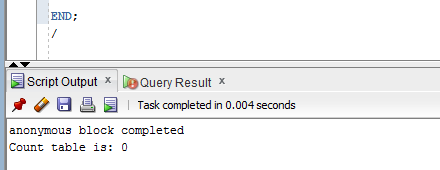 END;
/
Script Output x Query Result x
Task completed in 0.004 seconds
anonymous block completed
Count table is: 0